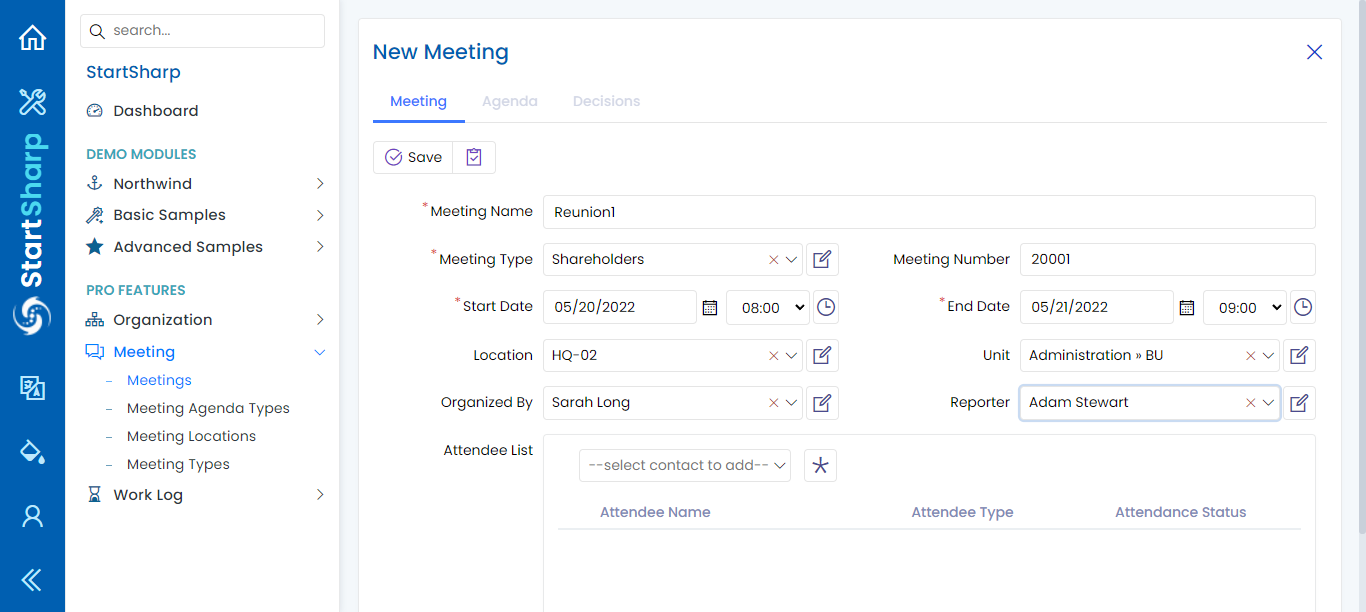 StartSharp
search...
StartSharp
Dashboard
DEMO MODULES
Northwind
Basic Samples
Advanced Samples
PRO FEATURES
Organization
Meeting
Meetings
Meeting Agenda Types
Meeting Locations
Meeting Types
Work Log
New Meeting
Meeting Agenda Decisions
Save
*Meeting Name Reunion1
*Meeting Type Shareholders Meeting Number 20001
*Start Date 05/20/2022 08:00 *End Date 05/21/2022 09:00
Location HQ-02 Unit Administration » BU
Organized By Sarah Long Reporter Adam Stewart
Attendee List
--select contact to add--
Attendee Name Attendee Type Attendance Status